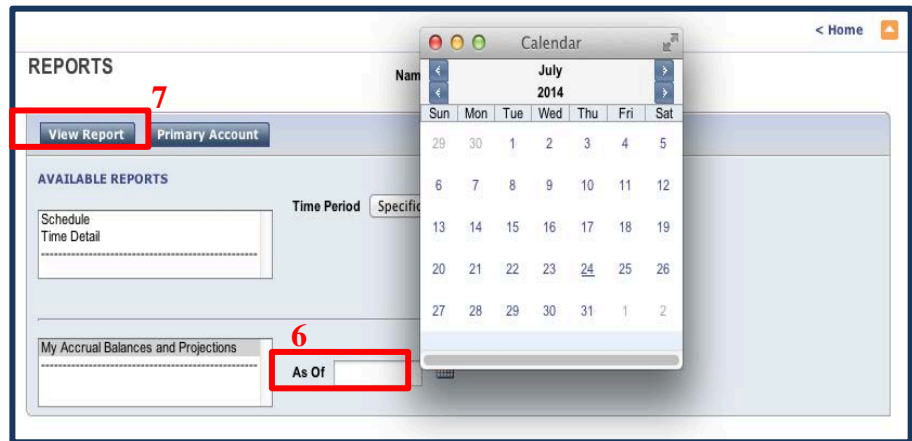 < Home
REPORTS
Nam
7
View Report
Primary Account
AVAILABLE REPORTS
Schedule
Time Detail
Time Period
Specific
My Accrual Balances and Projections
6
As Of
Calendar
July
2014
Sun Mon Tue Wed Thu Fri Sat
29 30 1 2 3 4 5
6 7 8 9 10 11 12
13 14 15 16 17 18 19
20 21 22 23 24 25 26
27 28 29 30 31 1 2